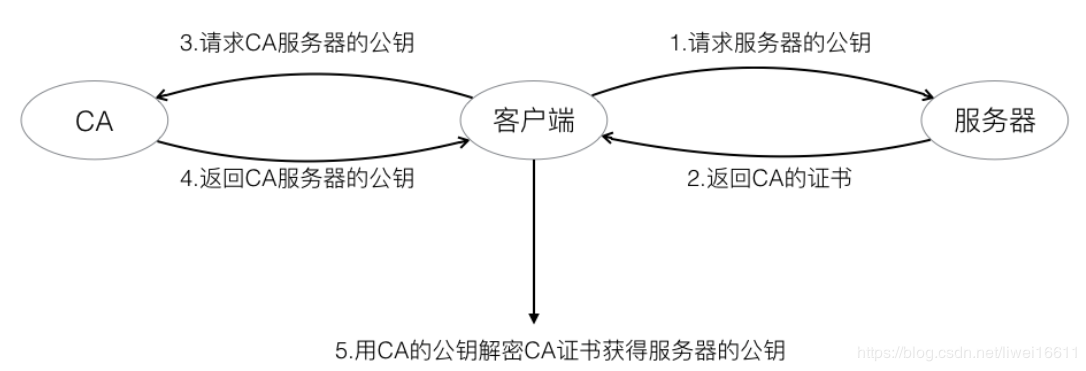 3.请求CA服务器的公钥
1.请求服务器的公钥
CA
客户端
服务器
4.返回CA服务器的公钥
2.返回CA的证书
5.用CA的公钥解密CA证书获得服务器的公钥
https://blog.csdn.net/liwei16611